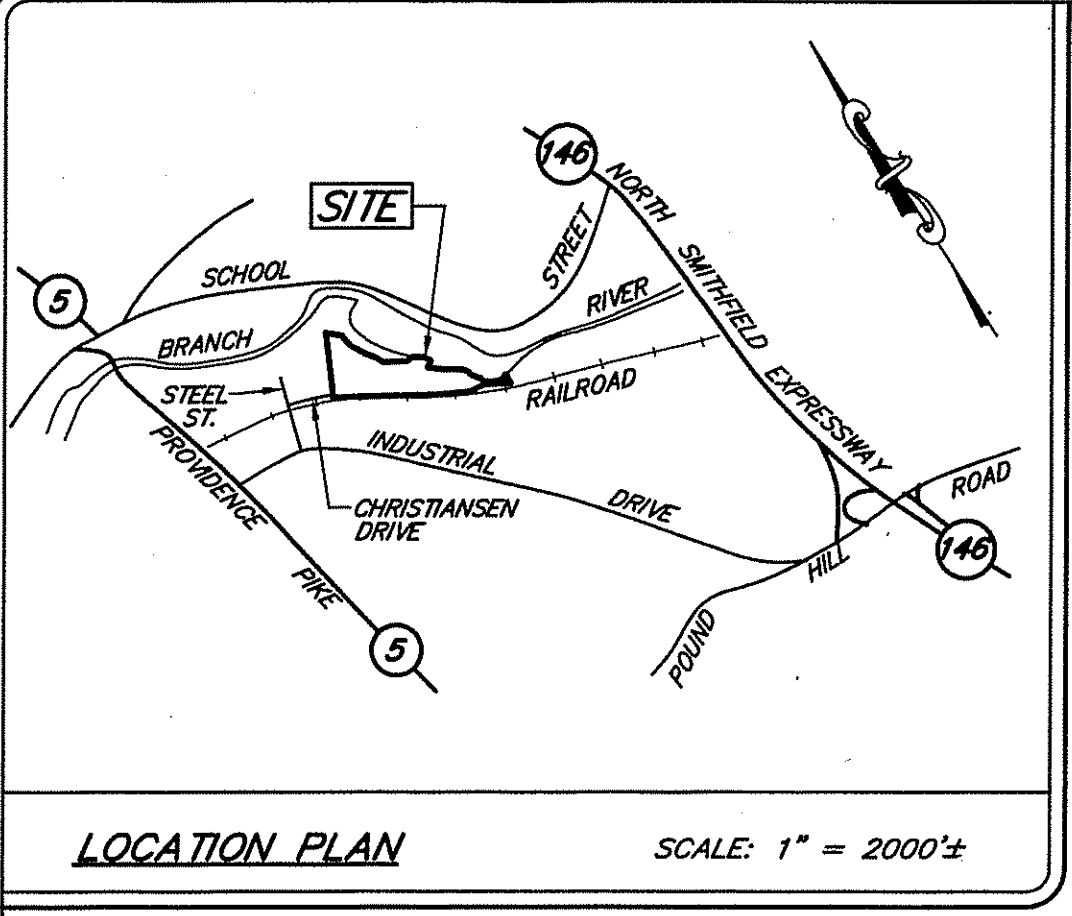 146
NORTH SMITHFIELD EXPRESSWAY
SITE
STREET
SCHOOL
5
RIVER
BRANCH
RAILROAD
STEEL
ST.
PROVIDENCE PIKE
INDUSTRIAL DRIVE
CHRISTIANSEN
DRIVE
ROAD
146
HILL
POUND
5
LOCATION PLAN
SCALE: 1" = 2000'±